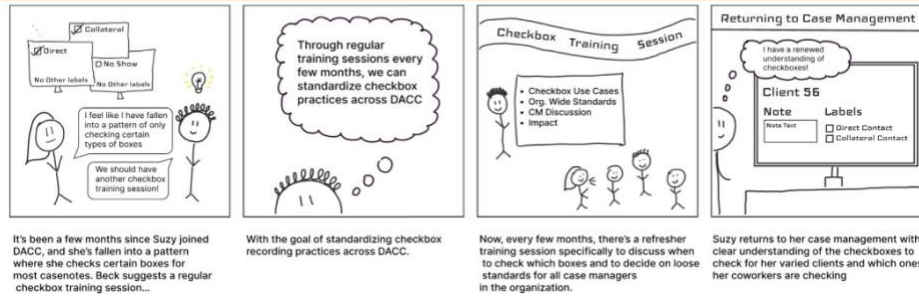 Collateral
Direct
No Show
No Other labels
No Other labels
I feel like I have fallen
into a pattern of only
checking certain
types of boxes
We should have
another checkbox
training session!
It's been a few months since Suzy joined
DACC, and she's fallen into a pattern
where she checks certain boxes for
most casenotes. Beck suggests a regular
checkbox training session...
Through regular
training sessions every
few months, we can
standardize checkbox
practices across DACC
With the goal of standardizing checkbox
recording practices across DACC.
Checkbox Training Session
• Checkbox Use Cases
• Org. Wide Standards
• CM Discussion
• Impact
Now, every few months, there's a refresher
training session specifically to discuss when
to check which boxes and to decide on loose
standards for all case managers
in the organization.
Returning to Case Management
I have a renewed
understanding of
checkboxes!
Client 56
Note Labels
Note Text
Direct Contact
Collateral Contact
Suzy returns to her case management with
clear understanding of the checkboxes to
check for her varied clients and which ones
her coworkers are checking